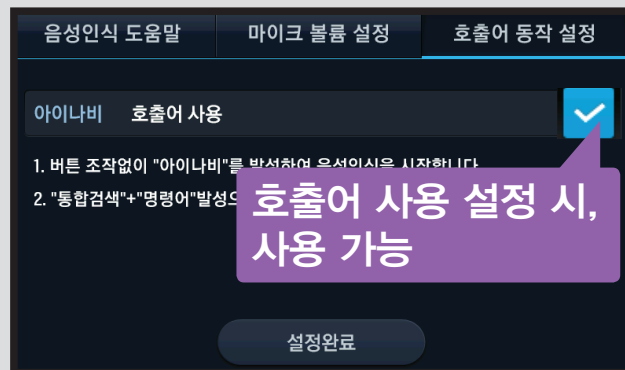 음성인식 도움말 마이크 볼륨 설정 호출어 동작 설정
아이나비 호출어 사용
1. 버튼 조작없이 "아이나비"를 발성하여 음성인식을 시작합니다
2. "통합검색"+"명령어"발성으
호출어 사용 설정 시,
사용 가능
설정완료